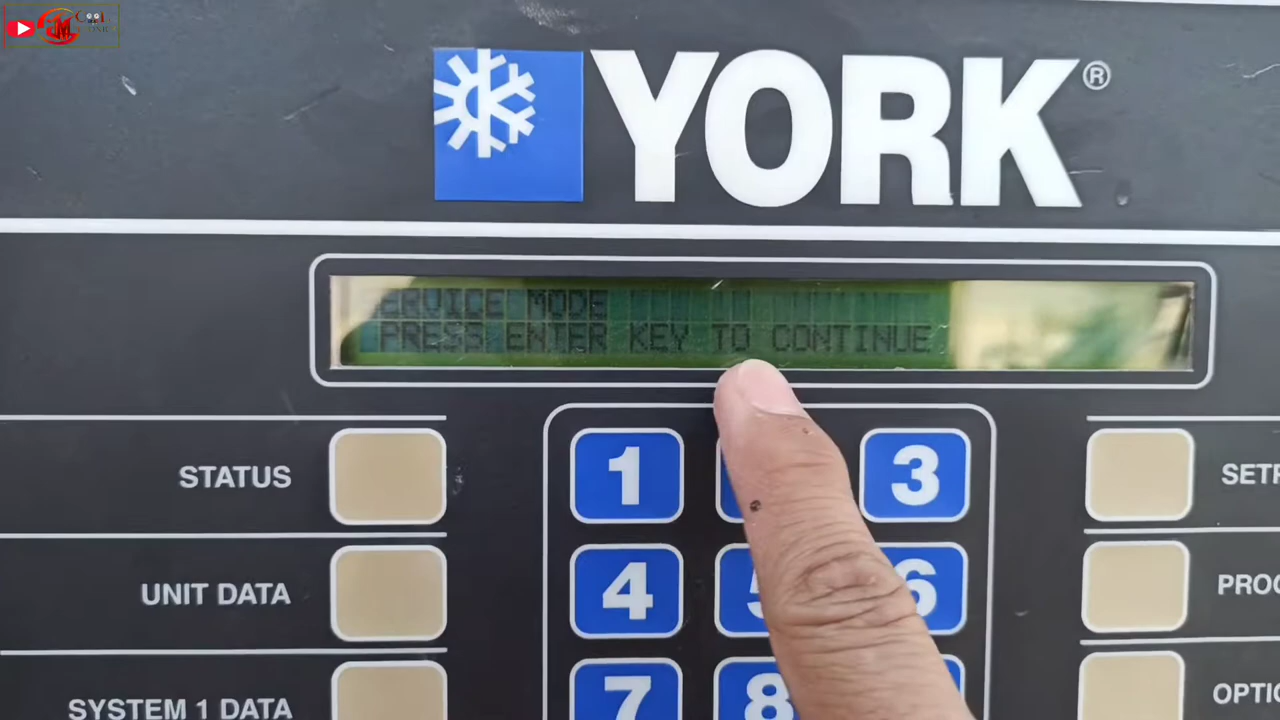 YORK®
ERVICE MODE
PRESS ENTER KEY TO CONTINUE
STATUS
1
3
SETP
UNIT DATA
4
5
6
PROG
SYSTEM 1 DATA
7
8
OPTIO